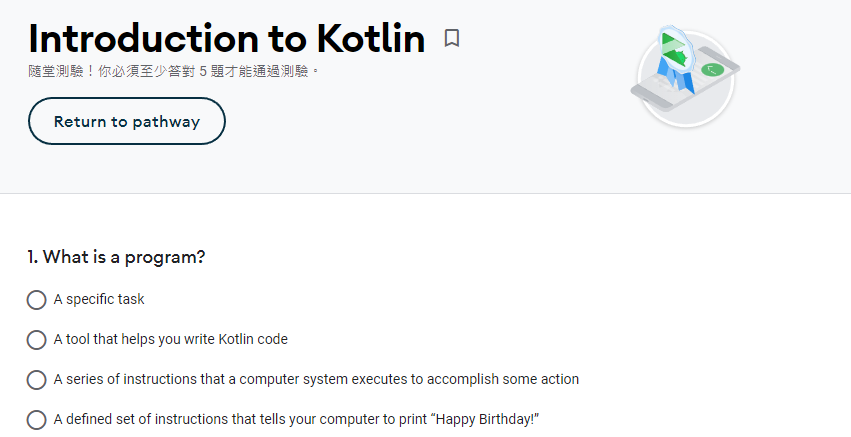 Introduction to Kotlin
隨堂測驗！你必須至少答對 5 題才能通過測驗。
Return to pathway
1. What is a program?
A specific task
A tool that helps you write Kotlin code
A series of instructions that a computer system executes to accomplish some action
A defined set of instructions that tells your computer to print “Happy Birthday!”